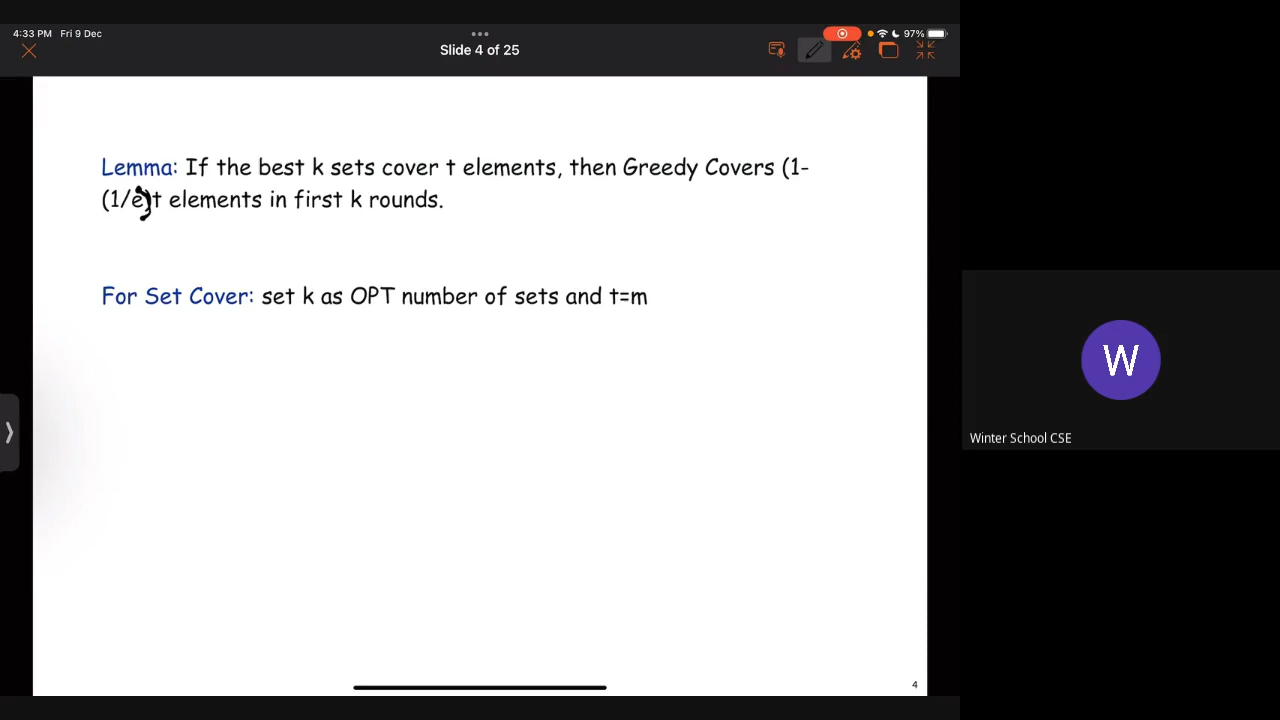 4:33 PM Fri 9 Dec
97%
Slide 4 of 25
Lemma: If the best k sets cover t elements, then Greedy Covers (1-
(1/e)t elements in first k rounds.
For Set Cover: set k as OPT number of sets and t=m
4
W
Winter School CSE